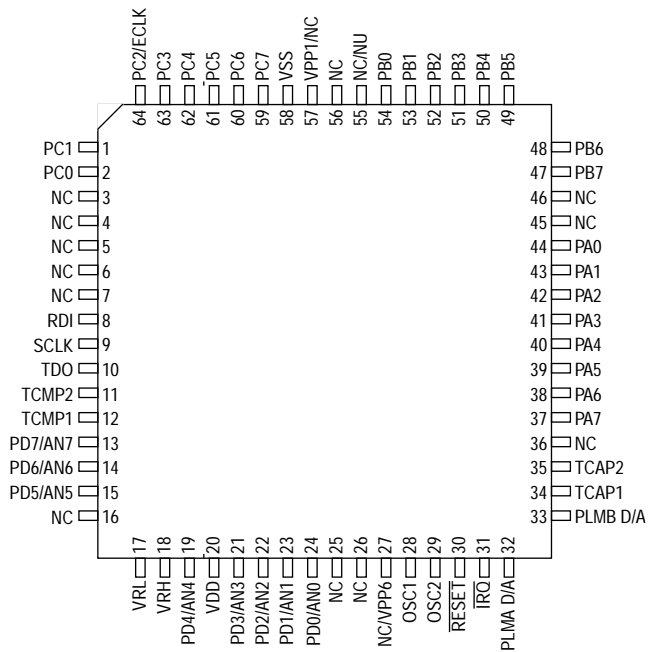 PC2/ECLK
PC3
PC4
PC5
PC6
PC7
VSS
VPP1/NC
NC
NC/NU
PB0
PB1
PB2
PB3
PB4
PB5
64
63
62
61
60
59
58
57
56
55
54
53
52
51
50
49
PC1 1
PC0 2
NC 3
NC 4
NC 5
NC 6
NC 7
RDI 8
SCLK 9
TDO 10
TCMP2 11
TCMP1 12
PD7/AN7 13
PD6/AN6 14
PD5/AN5 15
NC 16
48 PB6
47 PB7
46 NC
45 NC
44 PA0
43 PA1
42 PA2
41 PA3
40 PA4
39 PA5
38 PA6
37 PA7
36 NC
35 TCAP2
34 TCAP1
33 PLMB D/A
17
18
19
20
21
22
23
24
25
26
27
28
29
30
31
32
VRL
VRH
PD4/AN4
VDD
PD3/AN3
PD2/AN2
PD1/AN1
PD0/AN0
NC
NC
NC/VPP6
OSC1
OSC2
RESET
IRQ
PLMA D/A